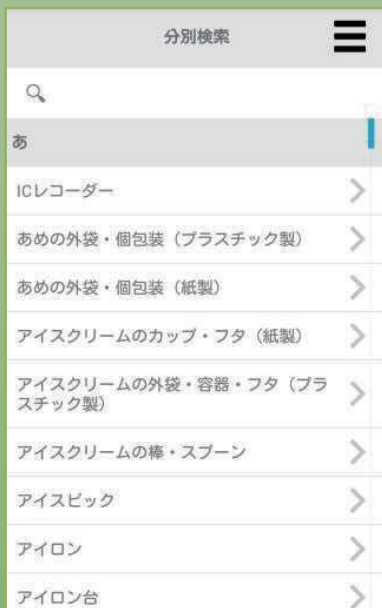 分別検索
あ
ICレコーダー
あめの外袋・個包装（プラスチック製）
あめの外袋・個包装（紙製）
アイスクリームのカップ・フタ（紙製）
アイスクリームの外袋・容器・フタ（プラ
スチック製）
アイスクリームの棒・スプーン
アイスピック
アイロン
アイロン台